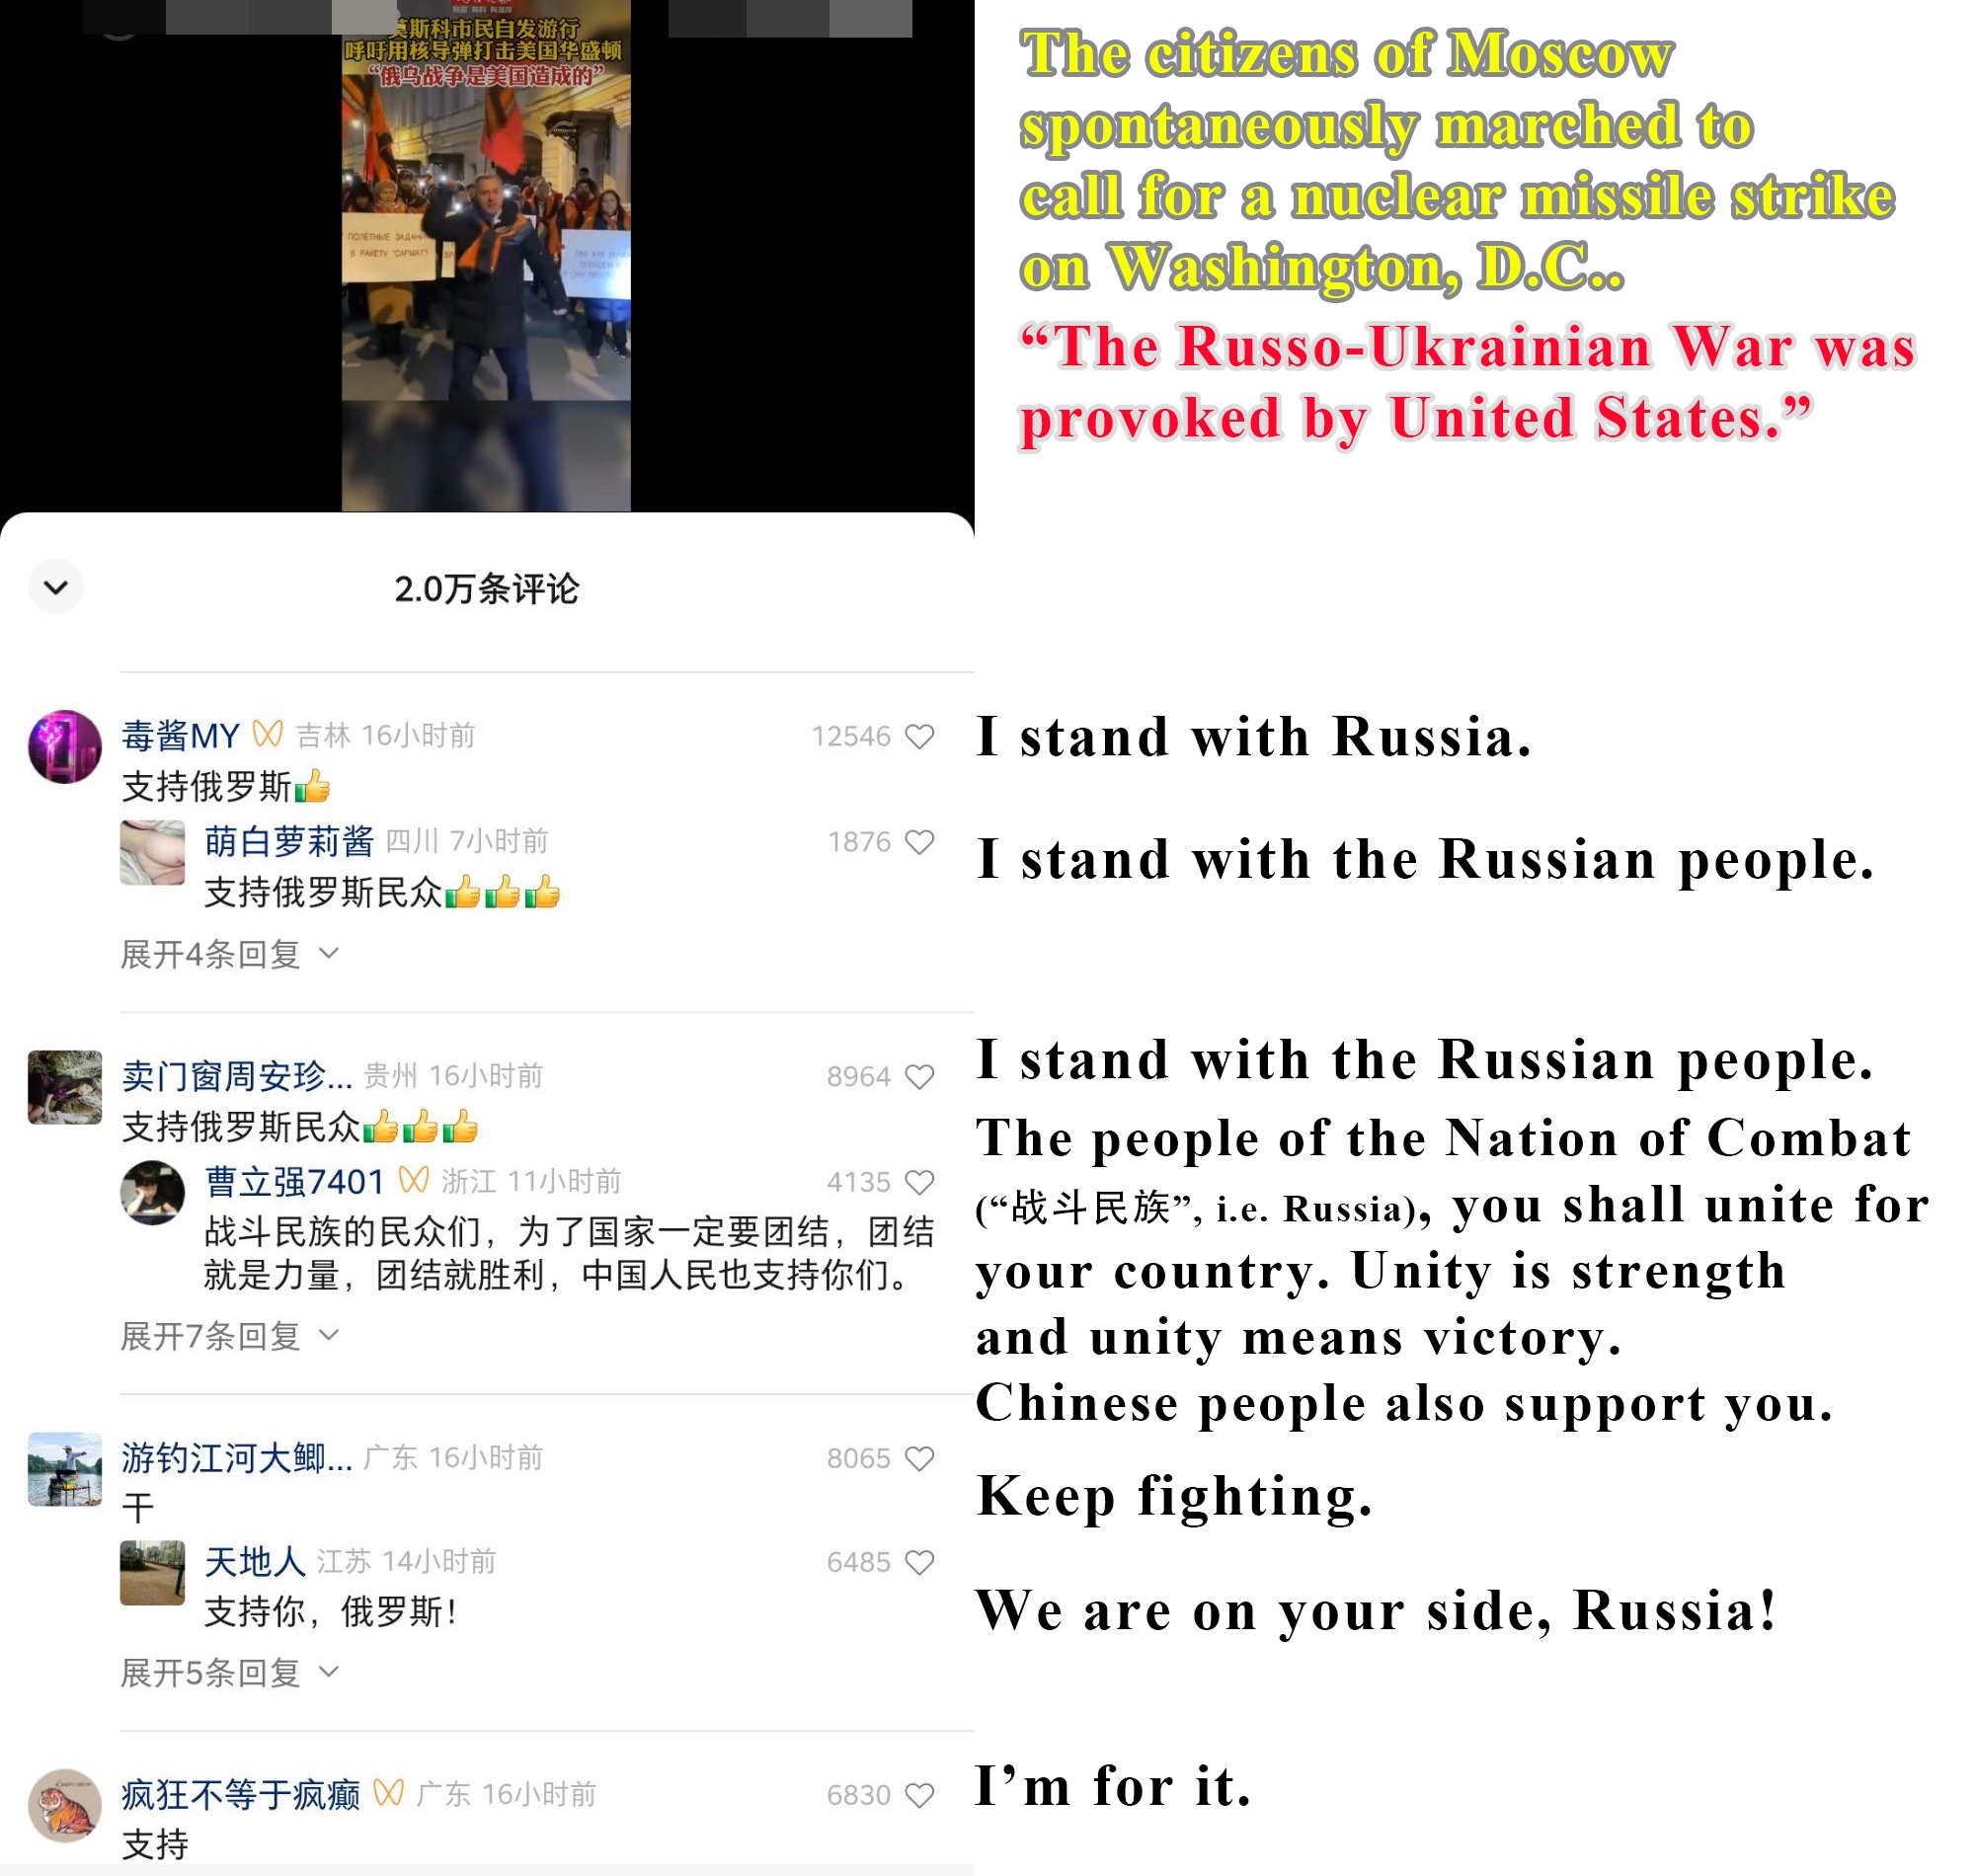 莫斯科市民自发游行
呼吁用核导弹打击美国华盛顿
“俄乌战争是美国造成的”
ПОЛЁТНЫЕ ЗАДАН
В РАКЕТУ "САРМАТ"!
The citizens of Moscow
spontaneously marched to
call for a nuclear missile strike
on Washington, D.C..
“The Russo-Ukrainian War was
provoked by United States.”
2.0万条评论
毒酱MY 吉林 16小时前 12546
支持俄罗斯👍
I stand with Russia.
萌白萝莉酱 四川 7小时前 1876
支持俄罗斯民众👍👍👍
I stand with the Russian people.
展开4条回复
卖门窗周安珍... 贵州 16小时前 8964
支持俄罗斯民众👍👍👍
I stand with the Russian people.
曹立强7401 浙江 11小时前 4135
战斗民族的民众们，为了国家一定要团结，团结
就是力量，团结就胜利，中国人民也支持你们。
展开7条回复
The people of the Nation of Combat
(“战斗民族”, i.e. Russia), you shall unite for
your country. Unity is strength
and unity means victory.
Chinese people also support you.
游钓江河大鲫... 广东 16小时前 8065
干
Keep fighting.
天地人 江苏 14小时前 6485
支持你，俄罗斯！
We are on your side, Russia!
展开5条回复
疯狂不等于疯癫 广东 16小时前 6830
支持
I’m for it.